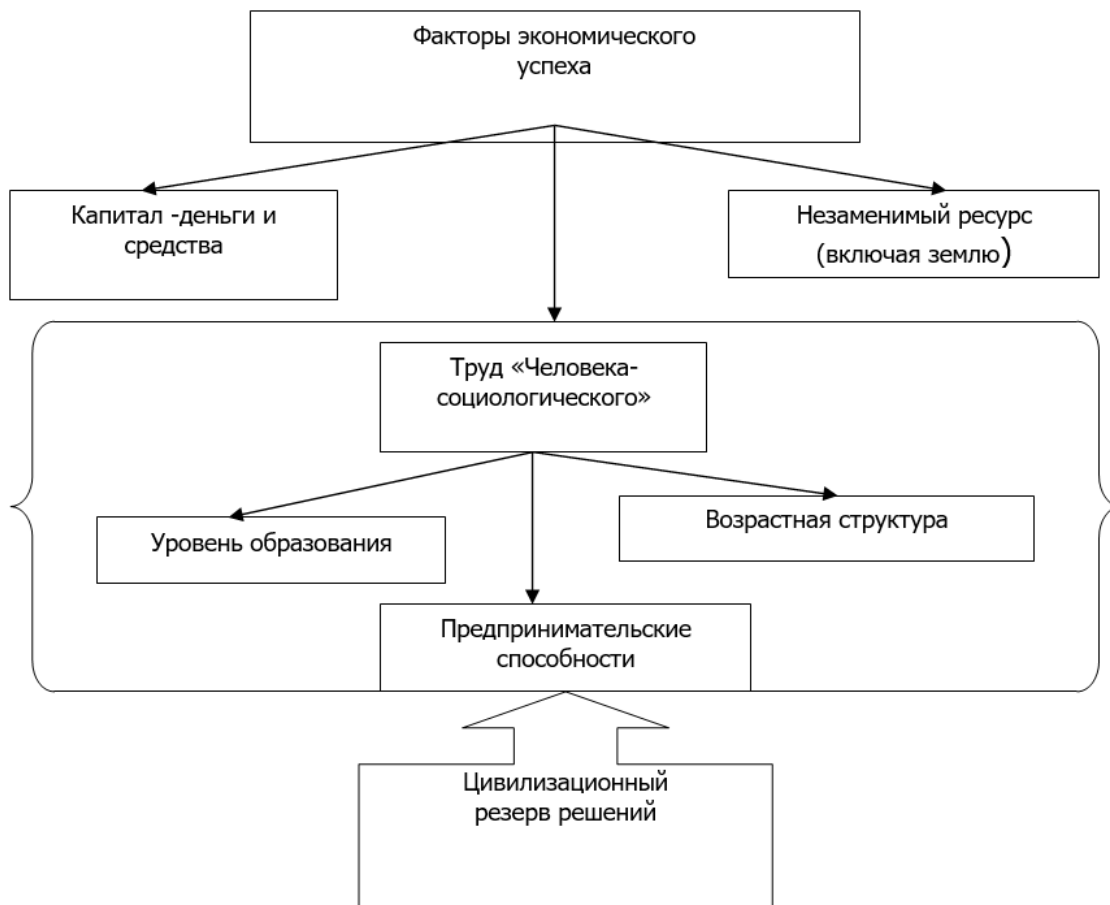 Факторы экономического
успеха
Капитал -деньги и
средства
Незаменимый ресурс
(включая землю)
Труд «Человека-
социологического»
Уровень образования
Возрастная структура
Предпринимательские
способности
Цивилизационный
резерв решений